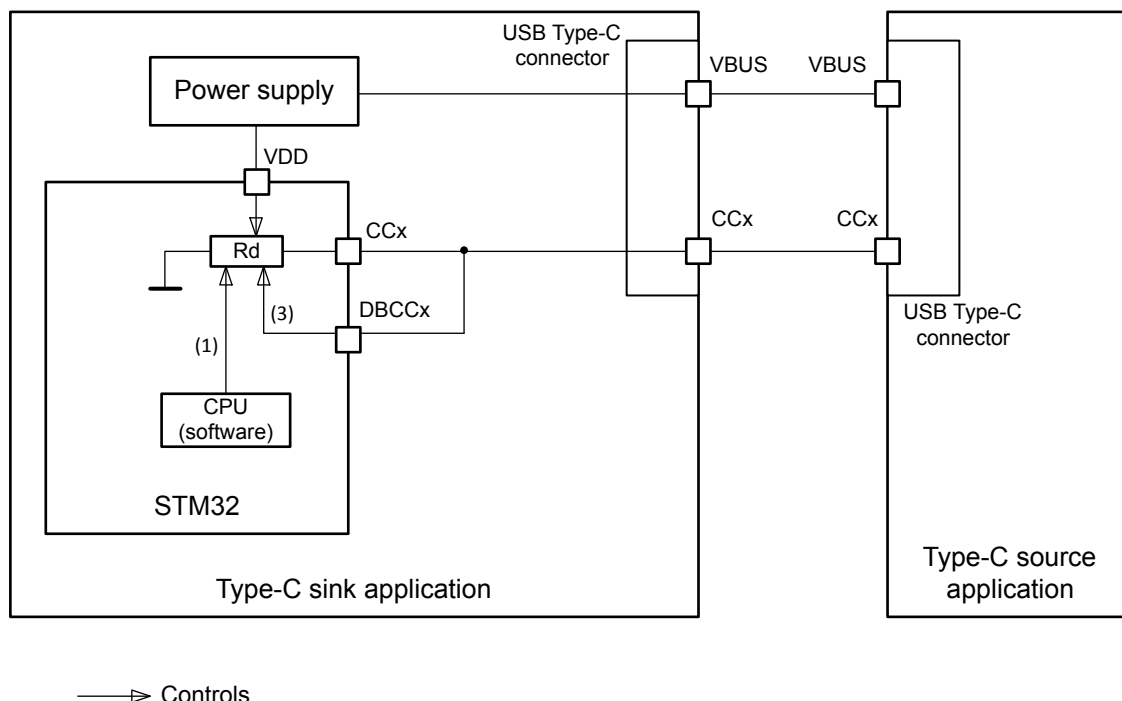 USB Type-C
connector
VBUS
VBUS
Power supply
VDD
CCx
CCx
CCx
Rd
(3)
DBCCx
USB Type-C
connector
(1)
CPU
(software)
STM32
Type-C source
application
Type-C sink application
Controls